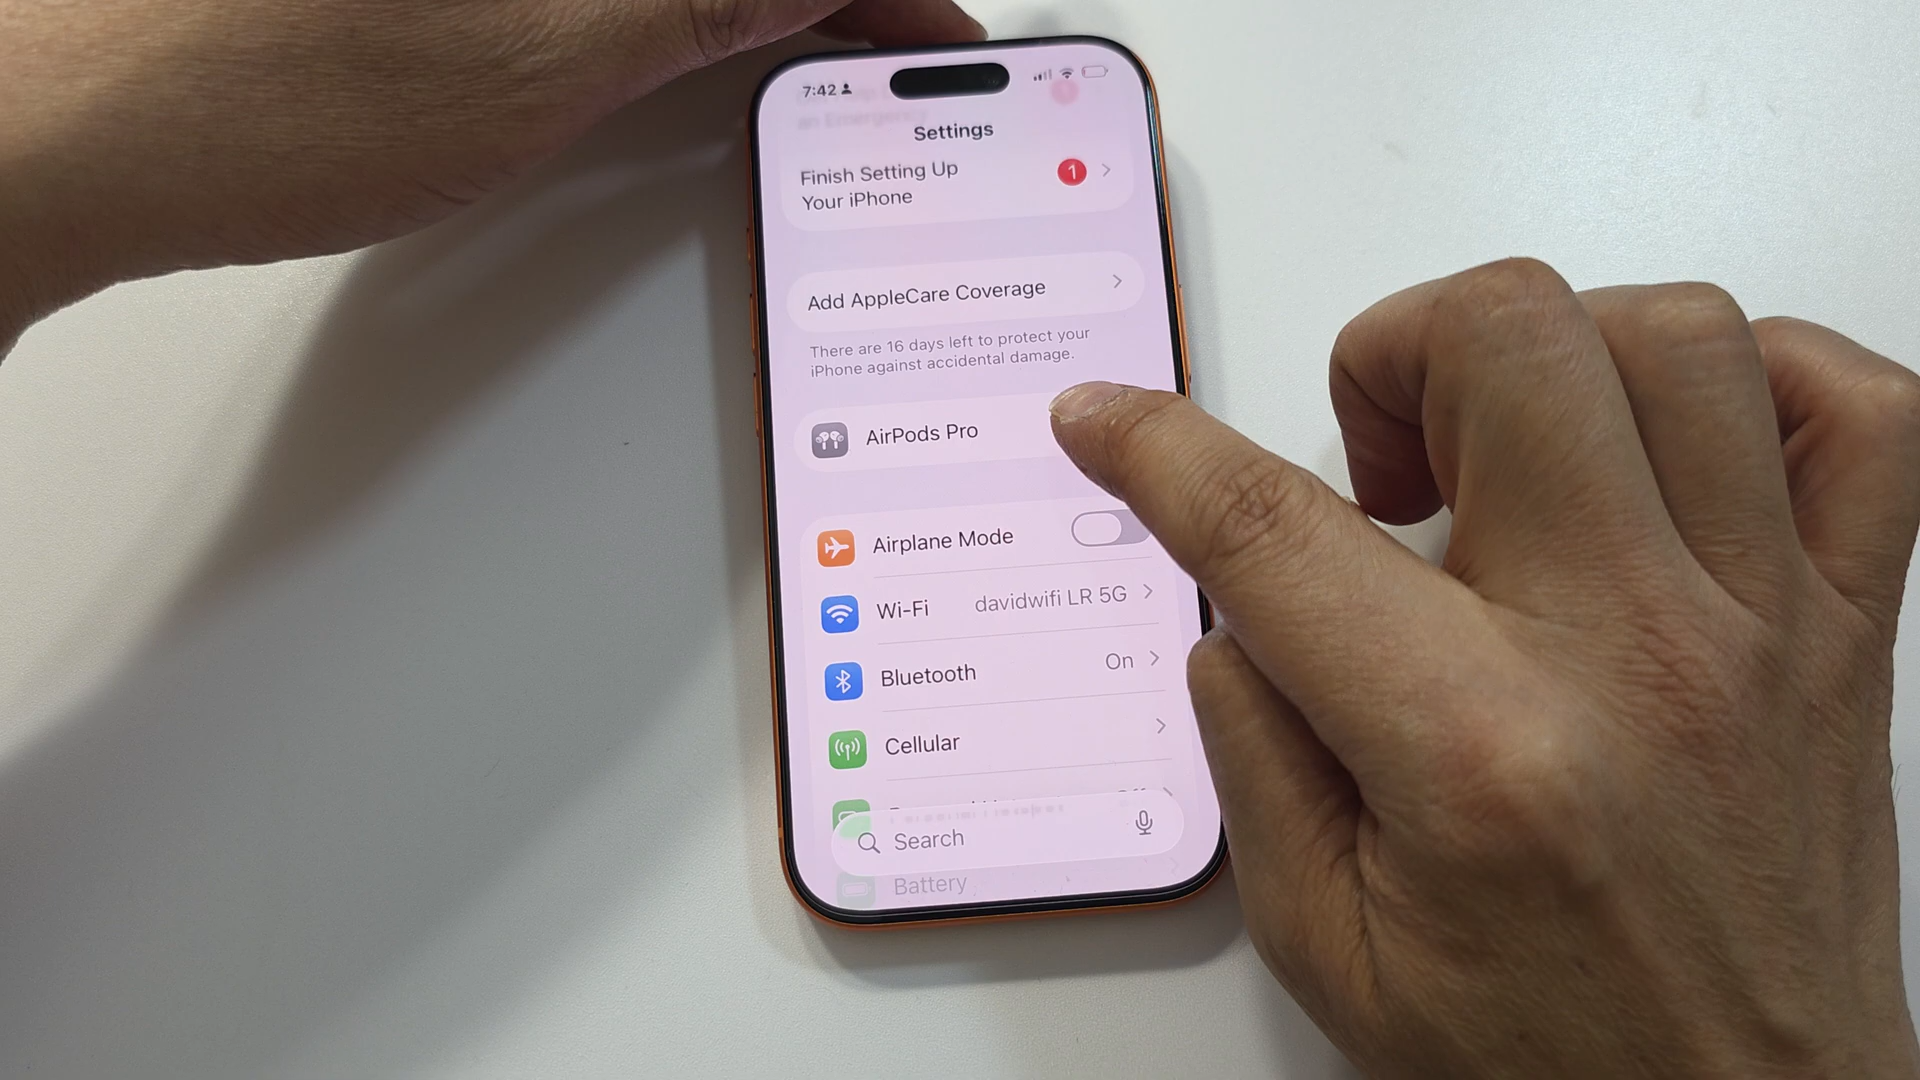 7:42
an Emergency
Settings
Finish Setting Up
Your iPhone
1
Add AppleCare Coverage
There are 16 days left to protect your
iPhone against accidental damage.
AirPods Pro
Airplane Mode
Wi-Fi
davidwifi LR 5G
Bluetooth
On
Cellular
Search
Battery